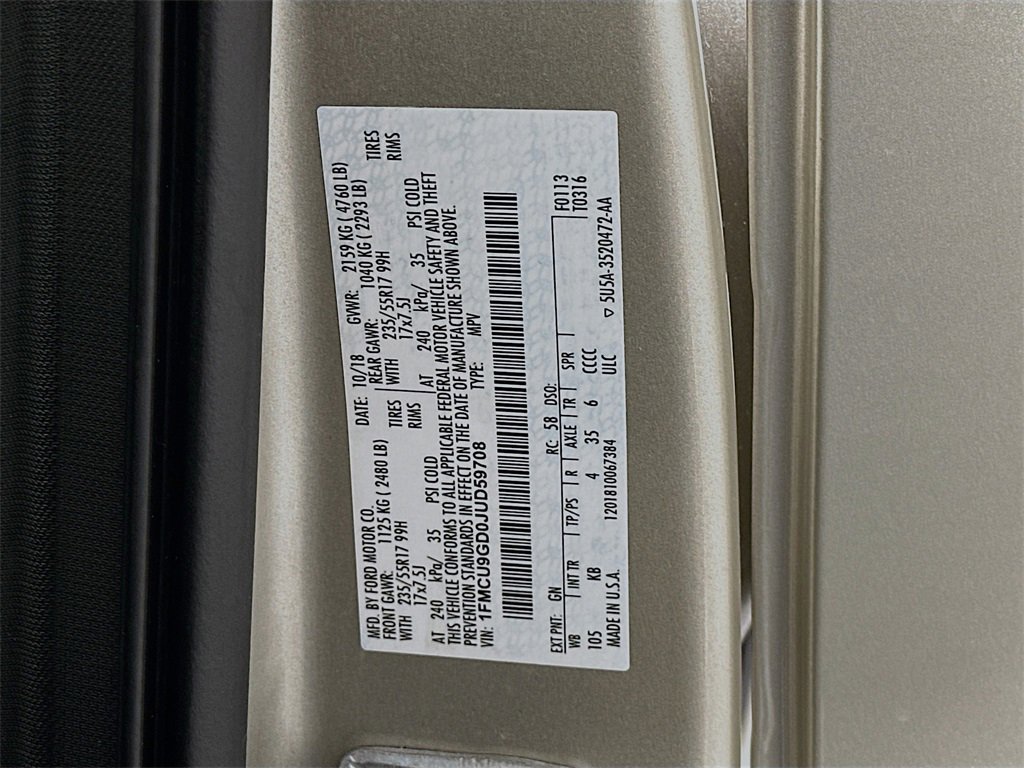 MFD. BY FORD MOTOR CO.
DATE: 10/18 GVWR: 2159 KG ( 4760 LB)
FRONT GAWR: 1125 KG ( 2480 LB) REAR GAWR: 1040 KG ( 2293 LB)
WITH 235/55R17 99H TIRES WITH 235/55R17 99H TIRES
17x7.5J RIMS 17x7.5J RIMS
AT 240 kPa/ 35 PSI COLD AT 240 kPa/ 35 PSI COLD
THIS VEHICLE CONFORMS TO ALL APPLICABLE FEDERAL MOTOR VEHICLE SAFETY AND THEFT
PREVENTION STANDARDS IN EFFECT ON THE DATE OF MANUFACTURE SHOWN ABOVE.
VIN: 1FMCU9GD0JUD59708 TYPE: MPV
EXT PNT: GN RC: 58 DSO: F0113
WB INT TR TP/PS R AXLE TR SPR T0316
105 KB 4 35 6 CCCC
MADE IN U.S.A. 1201810067384 ULC ▽ 5U5A-3520472-AA